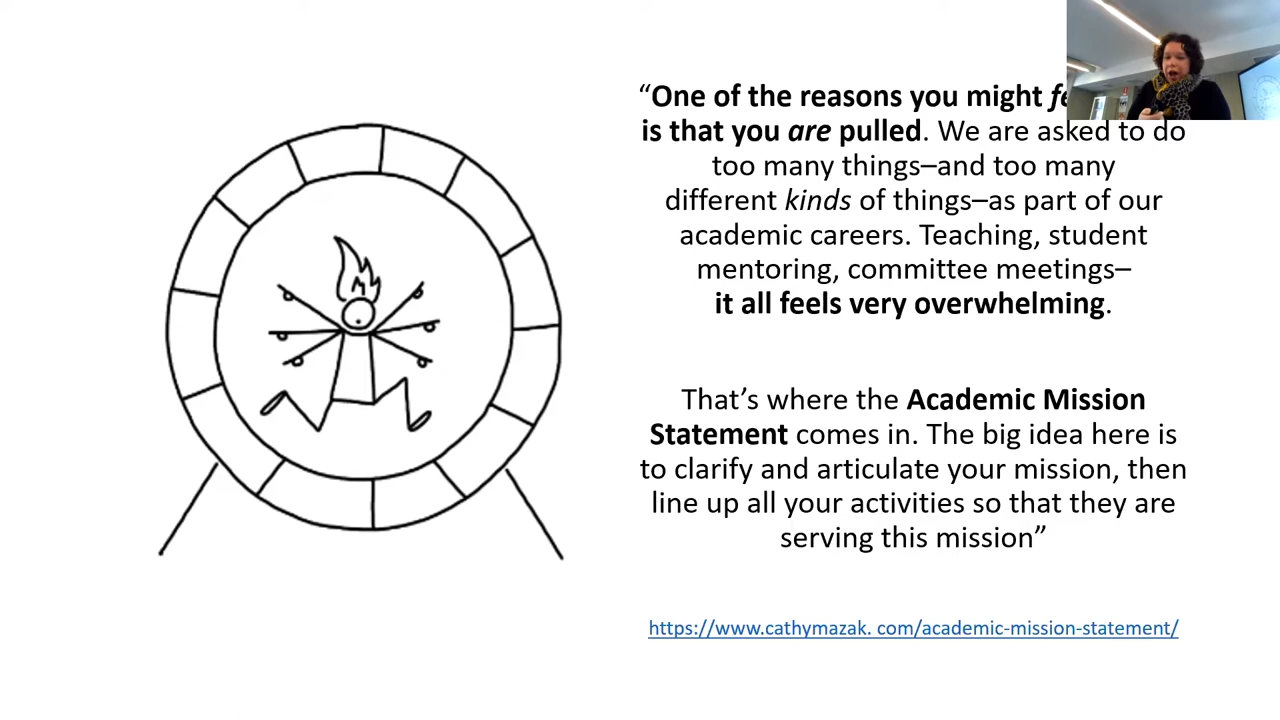 “One of the reasons you might
is that you are pulled. We are asked to do
too many things–and too many
different kinds of things–as part of our
academic careers. Teaching, student
mentoring, committee meetings–
it all feels very overwhelming.
That’s where the Academic Mission
Statement comes in. The big idea here is
to clarify and articulate your mission, then
line up all your activities so that they are
serving this mission”
https://www.cathymazak. com/academic-mission-statement/